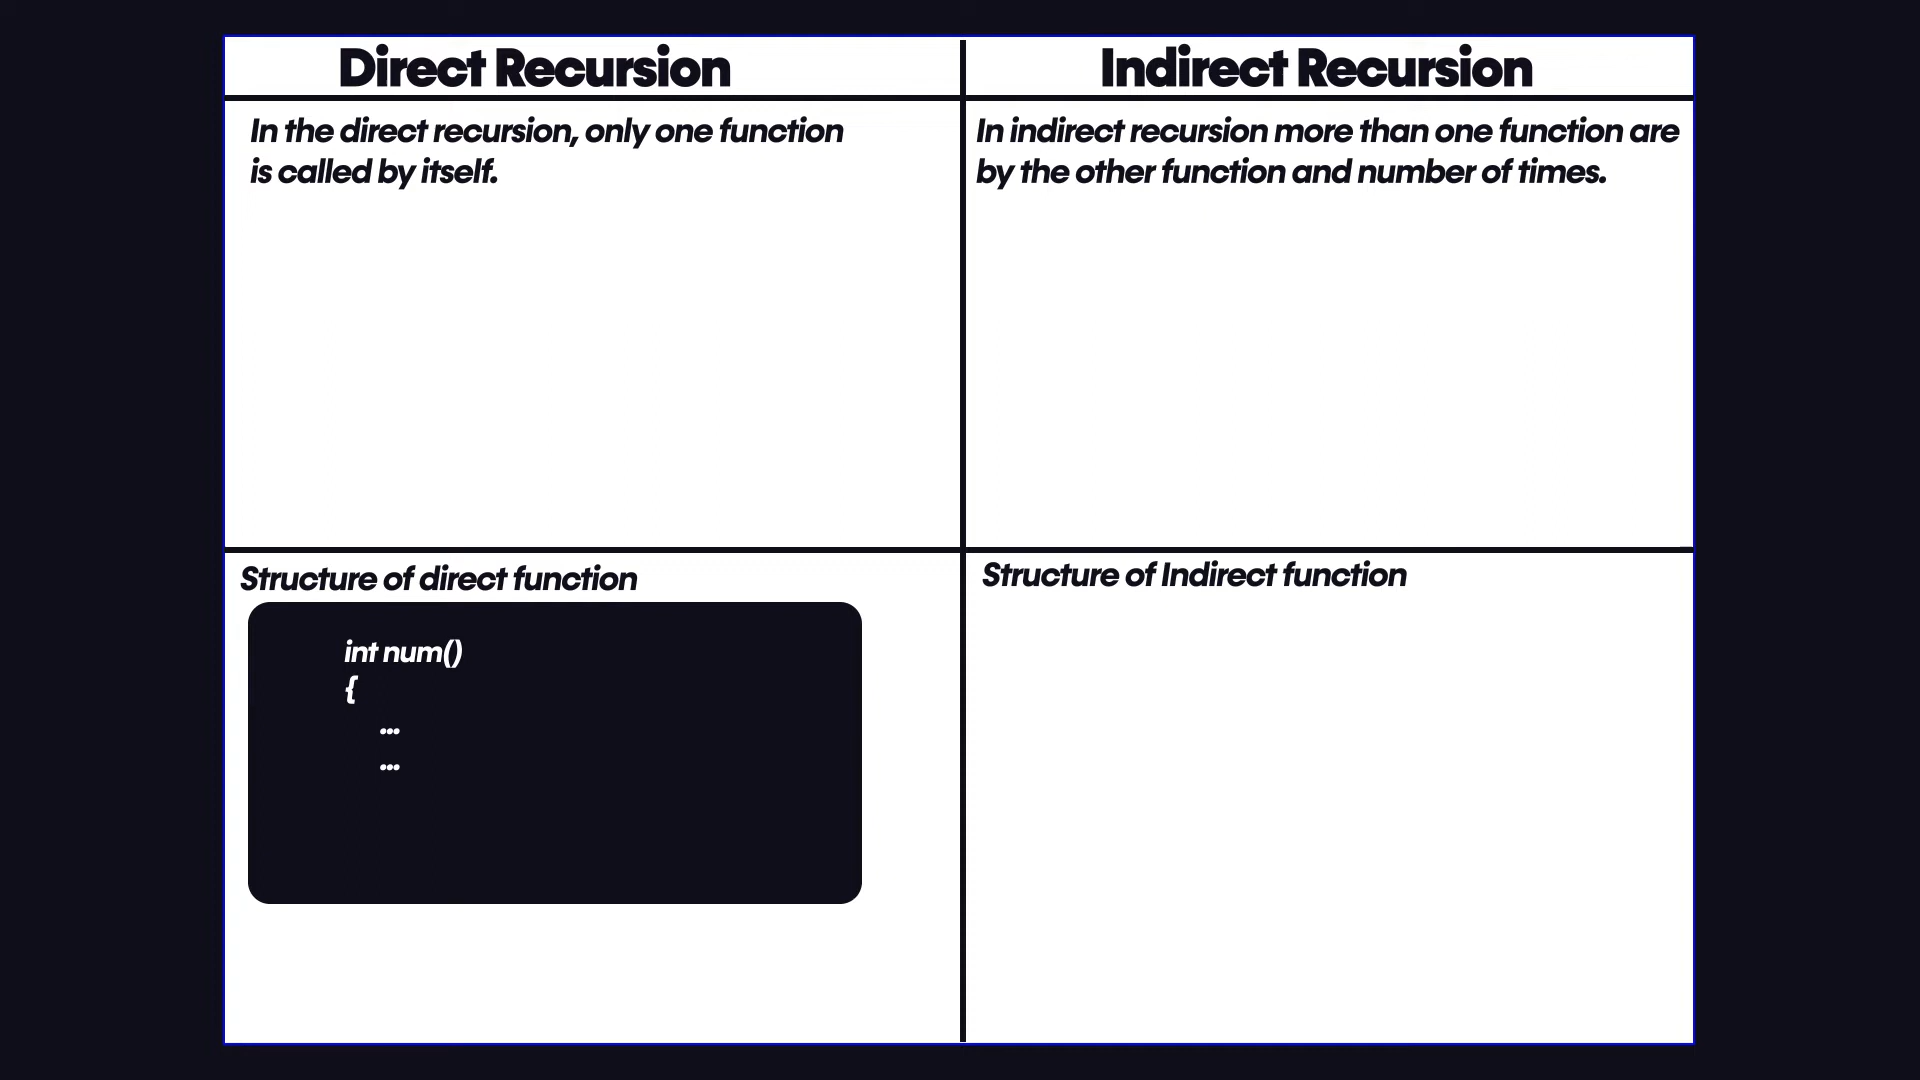 Direct Recursion
Indirect Recursion
In the direct recursion, only one function
is called by itself.
In indirect recursion more than one function are
by the other function and number of times.
Structure of direct function
int num()
{
...
...
Structure of Indirect function